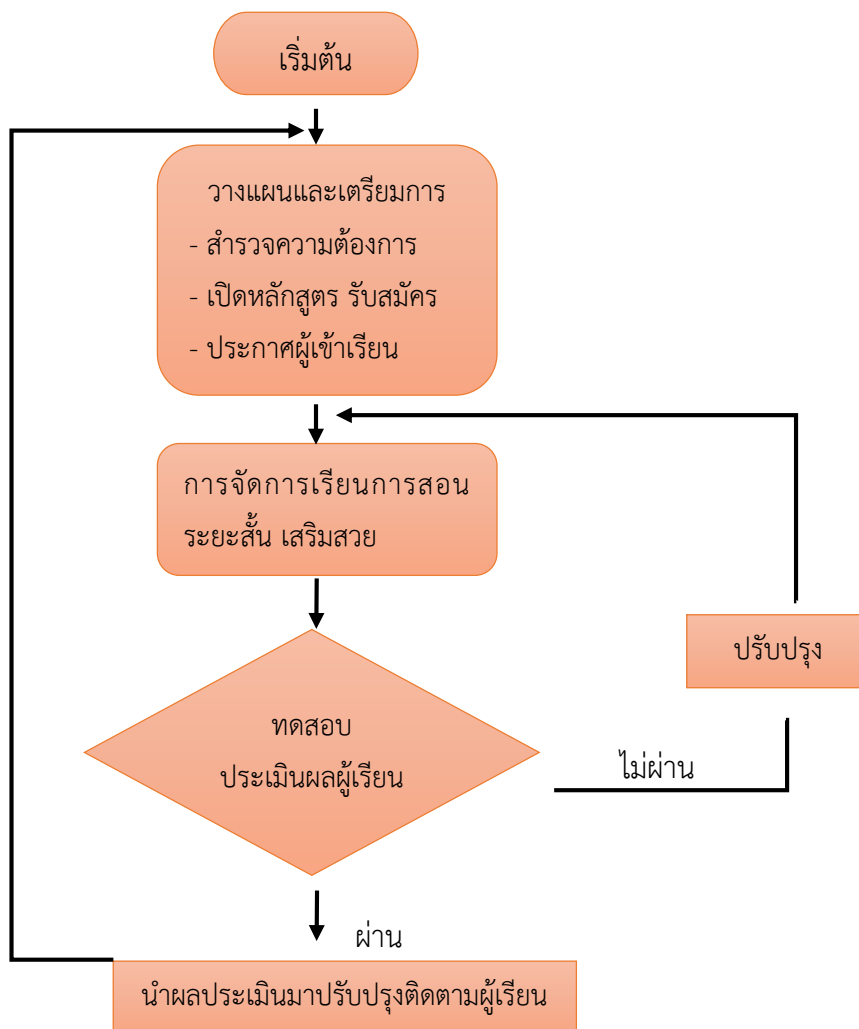 เริ่มต้น
วางแผนและเตรียมการ
- สำรวจความต้องการ
- เปิดหลักสูตร รับสมัคร
- ประกาศผู้เข้าเรียน
การจัดการเรียนการสอน
ระยะสั้น เสริมสวย
ปรับปรุง
ทดสอบ
ประเมินผลผู้เรียน
ไม่ผ่าน
ผ่าน
นำผลประเมินมาปรับปรุงติดตามผู้เรียน